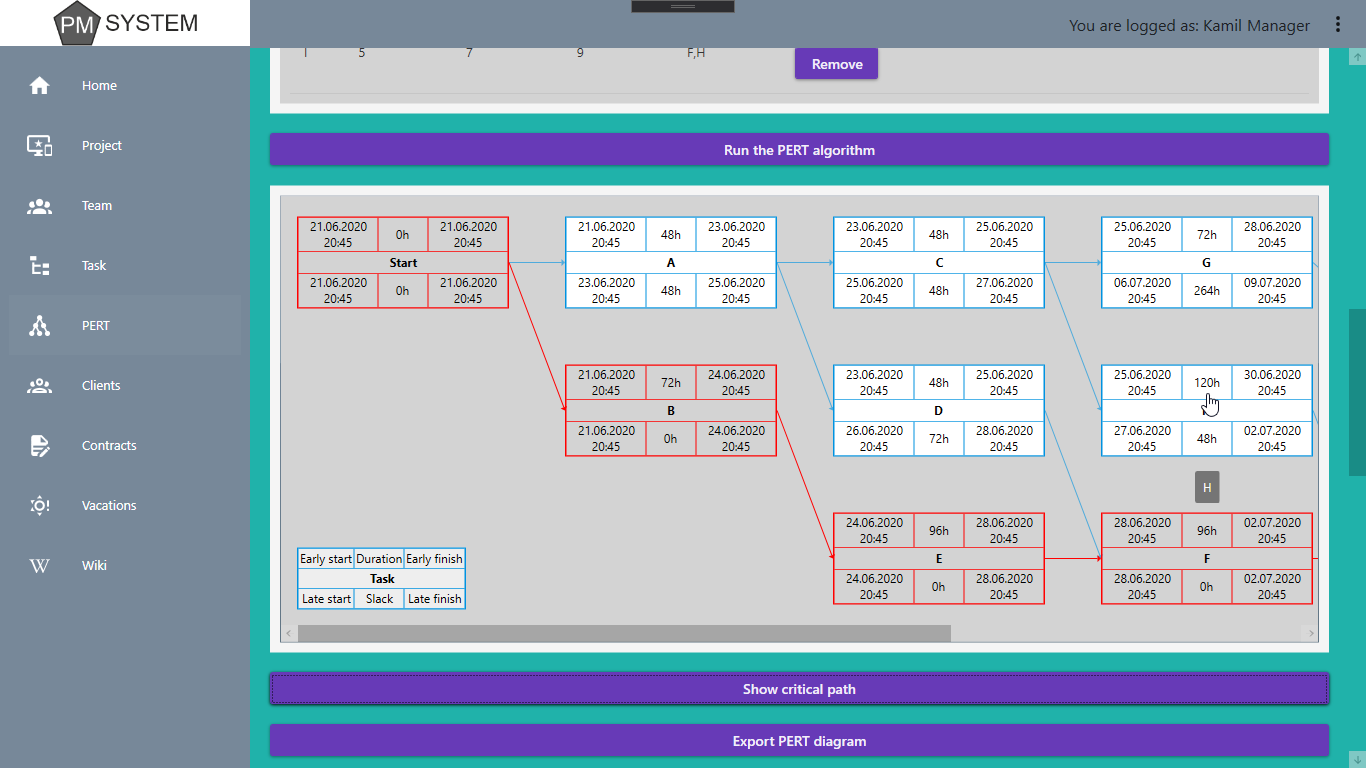 PM SYSTEM
You are logged as: Kamil Manager
Home
Project
Team
Task
PERT
Clients
Contracts
Vacations
Wiki
I 5 7 9 F,H
Remove
Run the PERT algorithm
21.06.2020 20:45 0h 21.06.2020 20:45
Start
21.06.2020 20:45 0h 21.06.2020 20:45
21.06.2020 20:45 48h 23.06.2020 20:45
A
23.06.2020 20:45 48h 25.06.2020 20:45
23.06.2020 20:45 48h 25.06.2020 20:45
C
25.06.2020 20:45 48h 27.06.2020 20:45
25.06.2020 20:45 72h 28.06.2020 20:45
G
06.07.2020 20:45 264h 09.07.2020 20:45
21.06.2020 20:45 72h 24.06.2020 20:45
B
21.06.2020 20:45 0h 24.06.2020 20:45
23.06.2020 20:45 48h 25.06.2020 20:45
D
26.06.2020 20:45 72h 28.06.2020 20:45
25.06.2020 20:45 120h 30.06.2020 20:45
27.06.2020 20:45 48h 02.07.2020 20:45
H
24.06.2020 20:45 96h 28.06.2020 20:45
E
24.06.2020 20:45 0h 28.06.2020 20:45
28.06.2020 20:45 96h 02.07.2020 20:45
F
28.06.2020 20:45 0h 02.07.2020 20:45
Early start Duration Early finish
Task
Late start Slack Late finish
Show critical path
Export PERT diagram